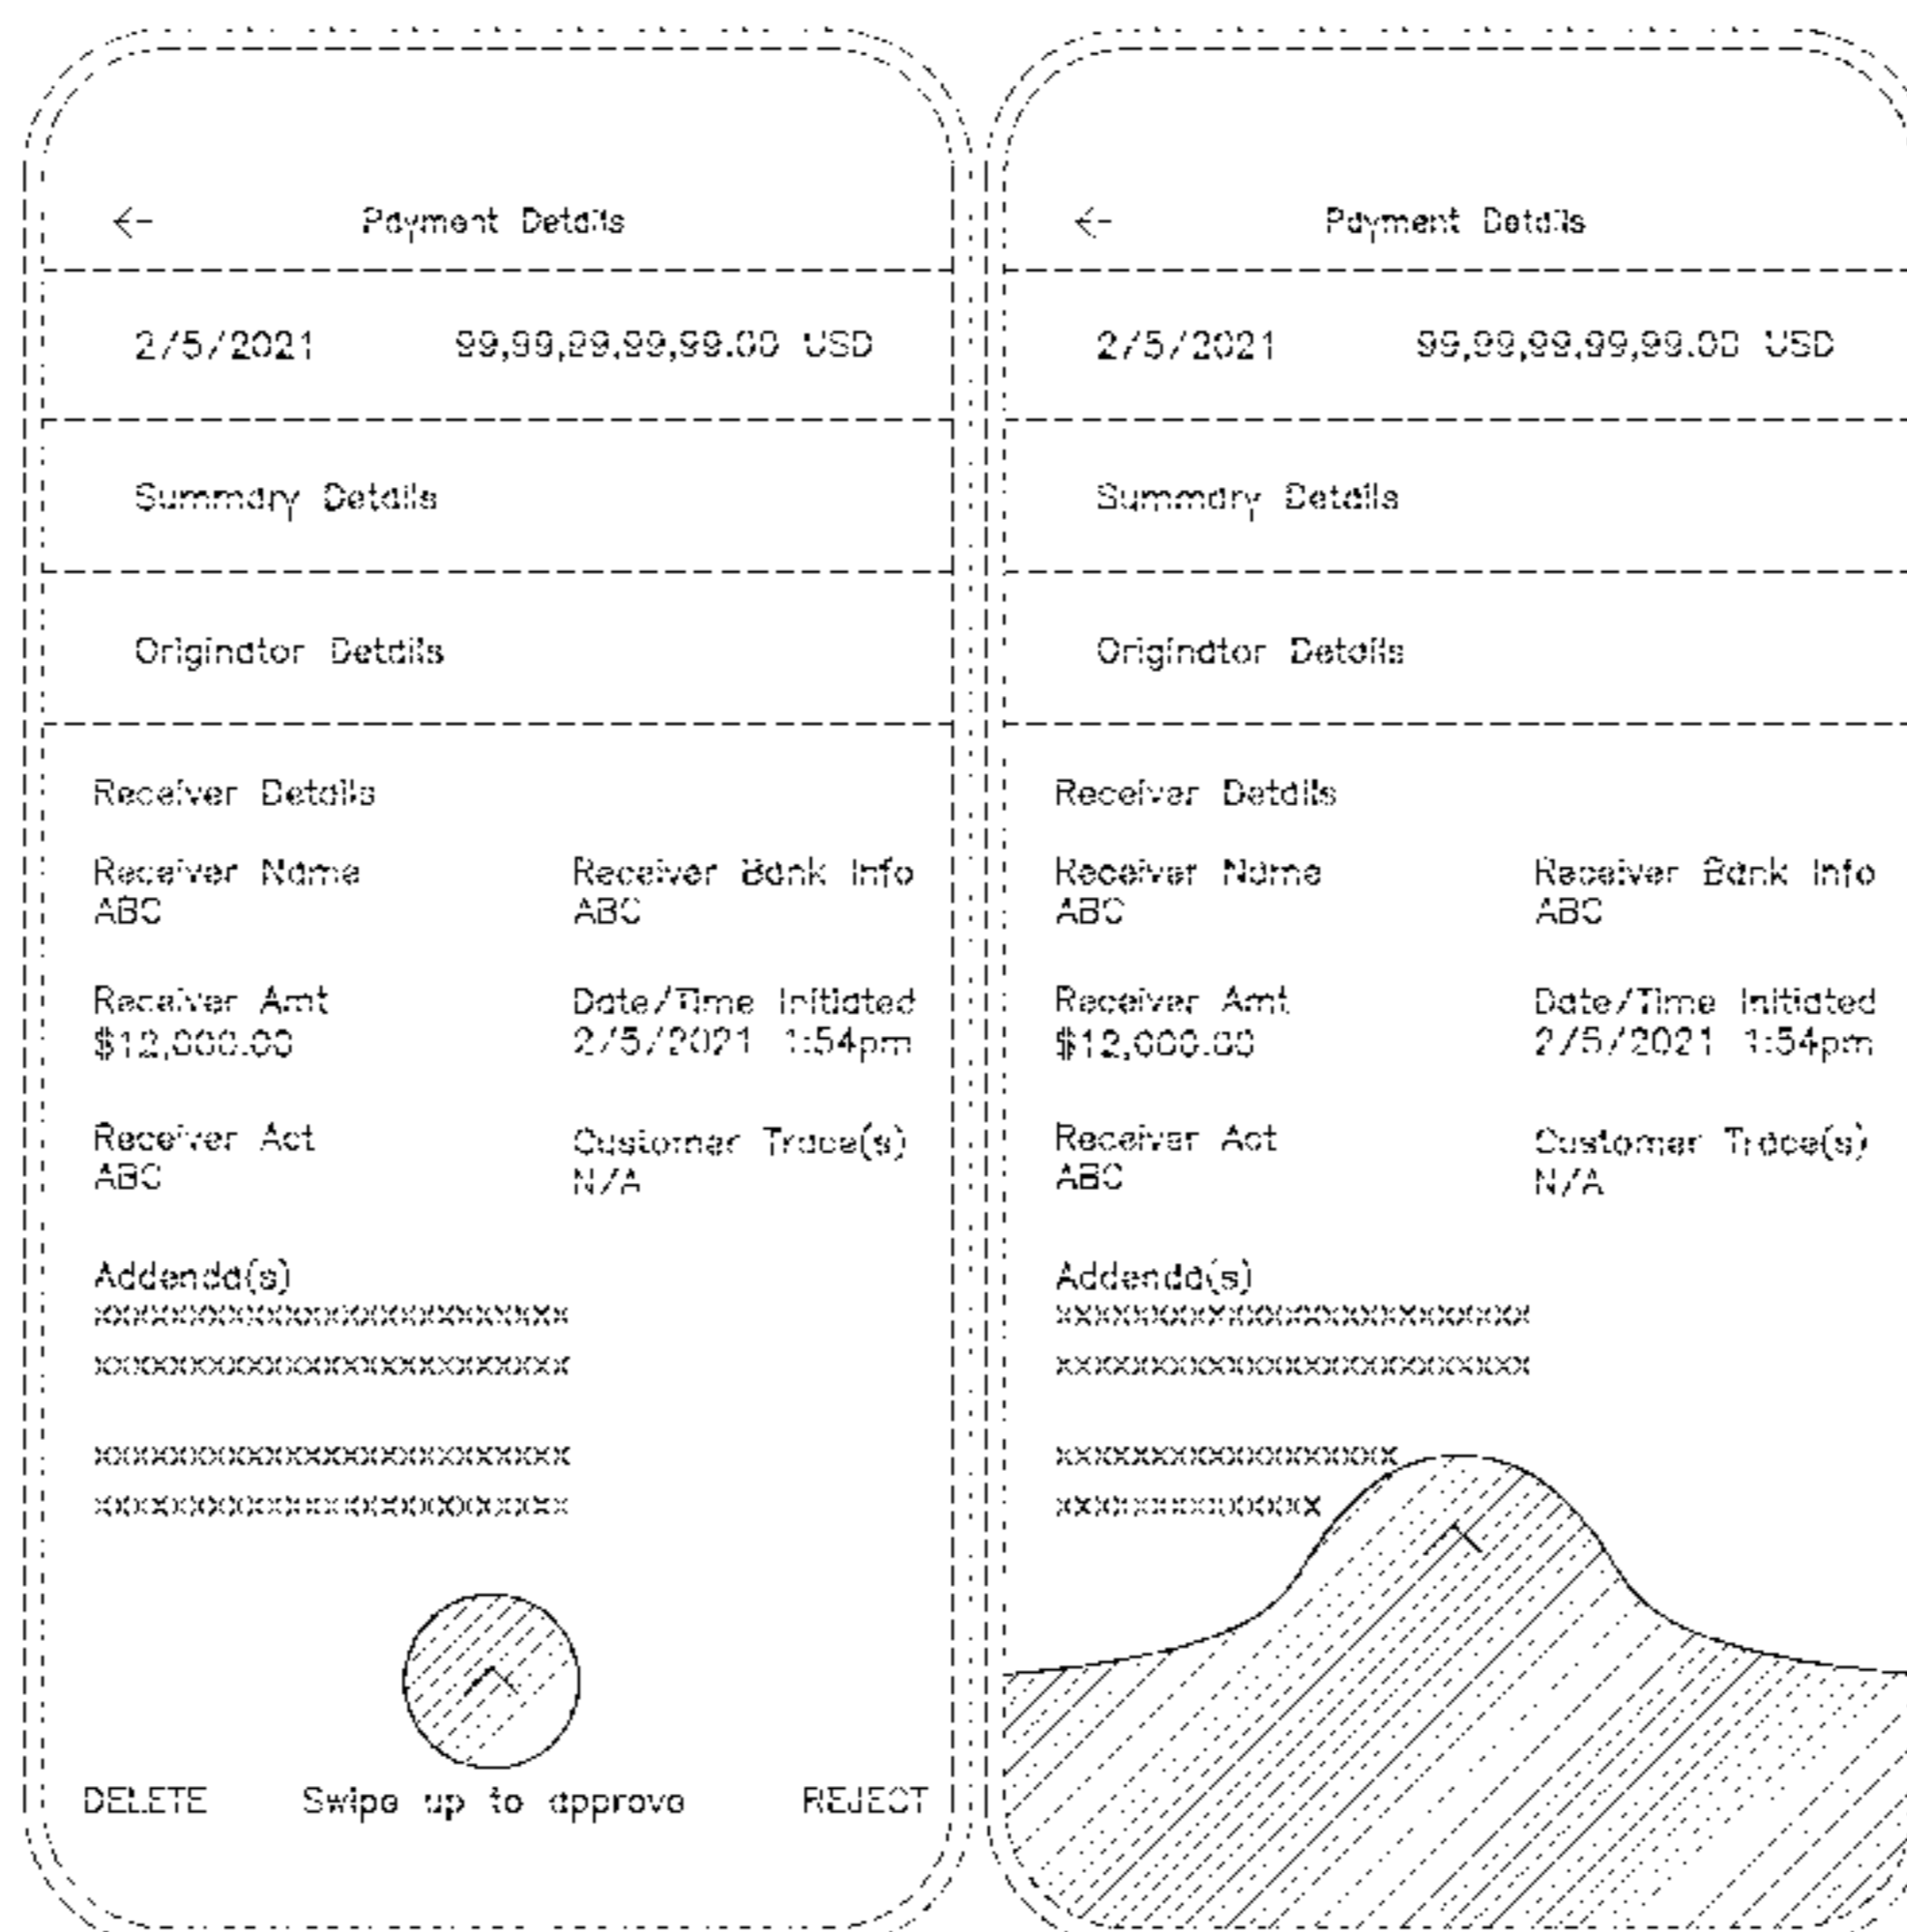 Payment Details
2/5/2021 99,99,99,99,99.00 USD
Summary Details
Originator Details
Receiver Details
Receiver Name Receiver Bank Info
ABC ABC
Receiver Amt Date/Time Initiated
$12,000.00 2/5/2021 1:54pm
Receiver Act Customer Trace(s)
ABC N/A
Addenda(s)
DELETE Swipe up to approve REJECT
Payment Details
2/5/2021 99,99,99,99,99.00 USD
Summary Details
Originator Details
Receiver Details
Receiver Name Receiver Bank Info
ABC ABC
Receiver Amt Date/Time Initiated
$12,000.00 2/5/2021 1:54pm
Receiver Act Customer Trace(s)
ABC N/A
Addenda(s)